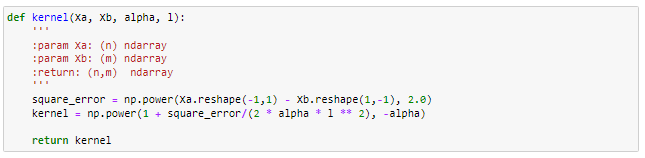 def kernel(Xa, Xb, alpha, l):
    '''
    :param Xa: (n) ndarray
    :param Xb: (m) ndarray
    :return: (n,m)  ndarray
    '''
    square_error = np.power(Xa.reshape(-1,1) - Xb.reshape(1,-1), 2.0)
    kernel = np.power(1 + square_error/(2 * alpha * l ** 2), -alpha)
    return kernel